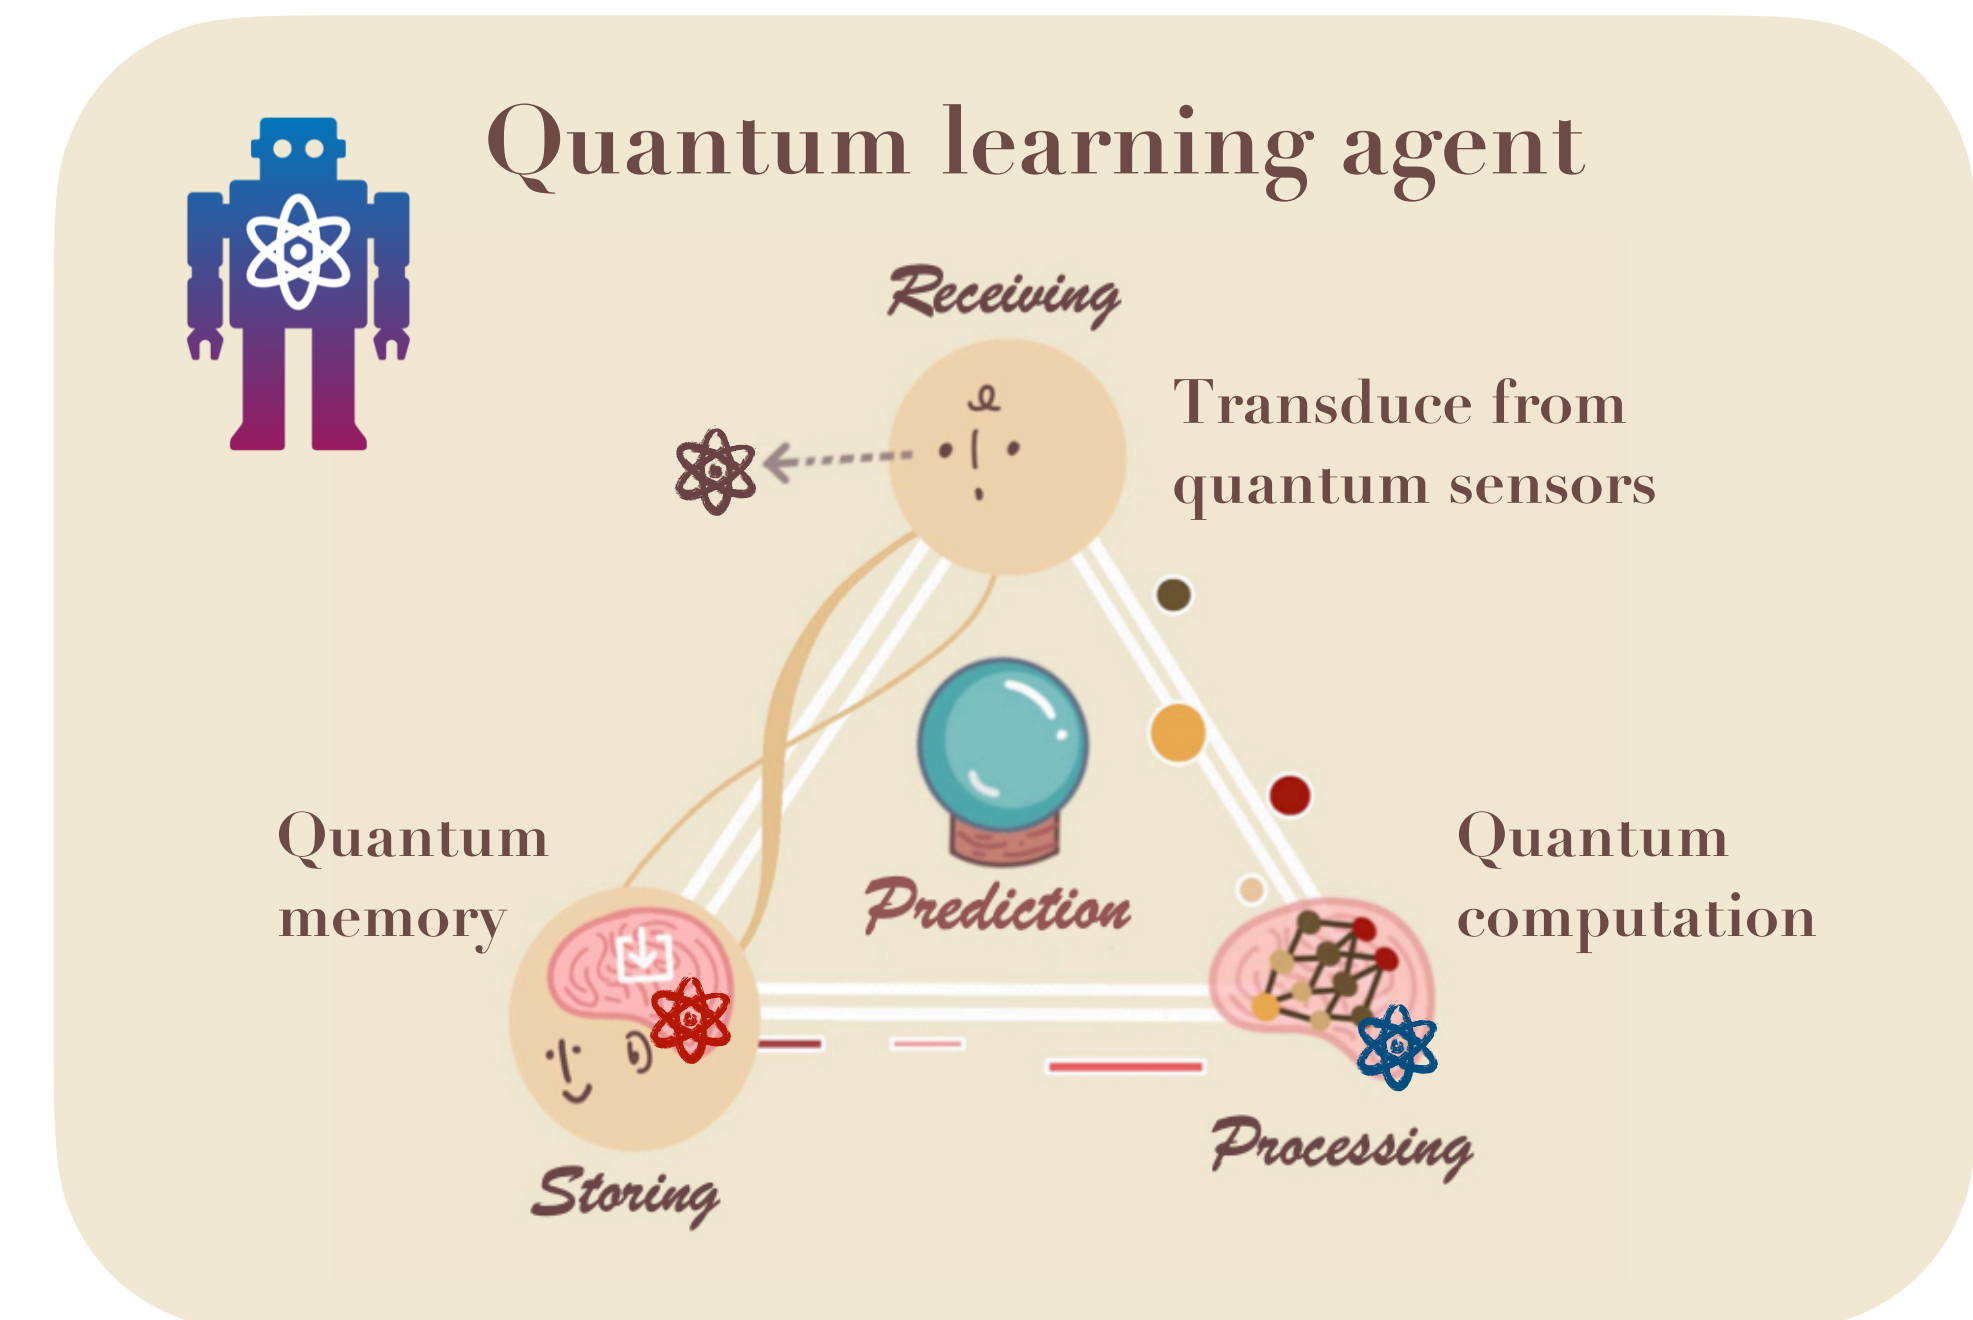 Quantum learning agent
Receiving
Transduce from
quantum sensors
Prediction
Quantum
memory
Quantum
computation
Processing
Storing